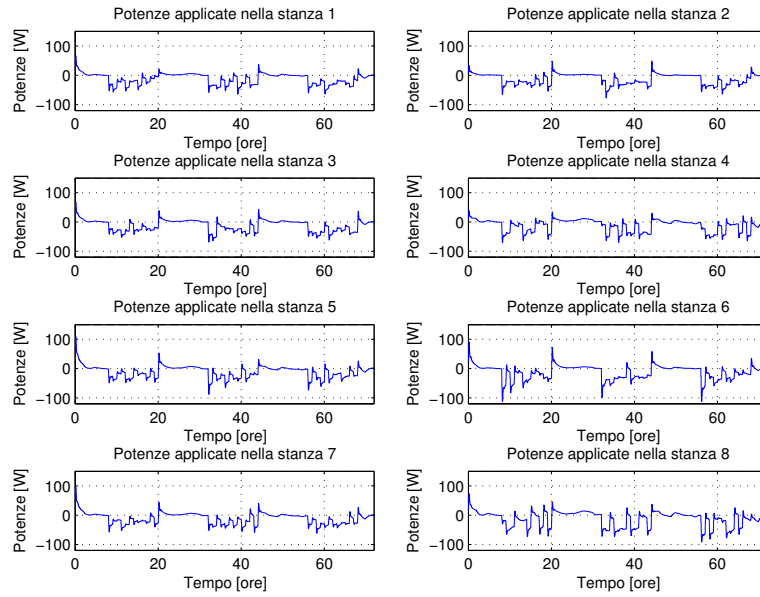 Potenze applicate nella stanza 1
Potenze [W]
100
0
−100
0 20 40 60
Tempo [ore]
Potenze applicate nella stanza 2
Potenze [W]
100
0
−100
0 20 40 60
Tempo [ore]
Potenze applicate nella stanza 3
Potenze [W]
100
0
−100
0 20 40 60
Tempo [ore]
Potenze applicate nella stanza 4
Potenze [W]
100
0
−100
0 20 40 60
Tempo [ore]
Potenze applicate nella stanza 5
Potenze [W]
100
0
−100
0 20 40 60
Tempo [ore]
Potenze applicate nella stanza 6
Potenze [W]
100
0
−100
0 20 40 60
Tempo [ore]
Potenze applicate nella stanza 7
Potenze [W]
100
0
−100
0 20 40 60
Tempo [ore]
Potenze applicate nella stanza 8
Potenze [W]
100
0
−100
0 20 40 60
Tempo [ore]